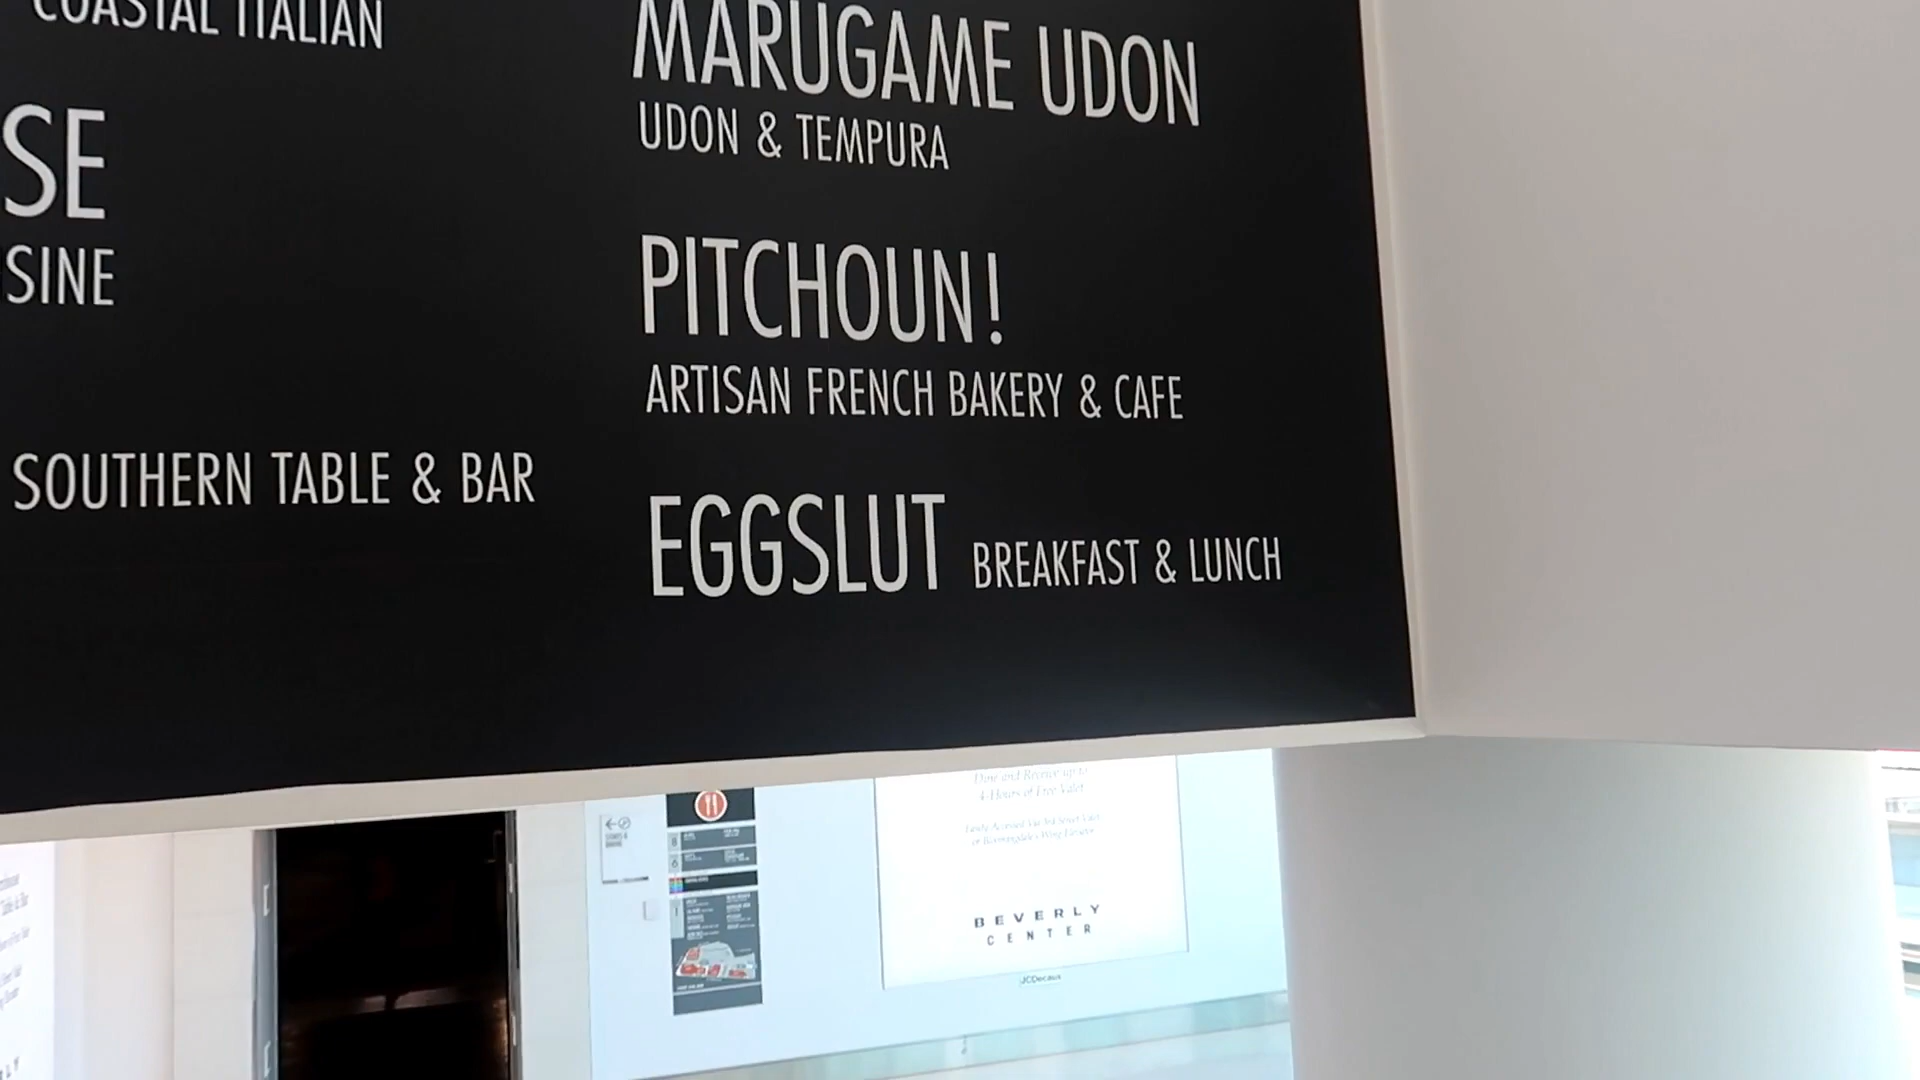 COASTAL ITALIAN
SE
SINE
SOUTHERN TABLE & BAR
MARUGAME UDON
UDON & TEMPURA
PITCHOUN!
ARTISAN FRENCH BAKERY & CAFE
EGGSLUT BREAKFAST & LUNCH
Dine and Receive up to
4-Hours of Free Valet
BEVERLY
CENTER
JCDecaux